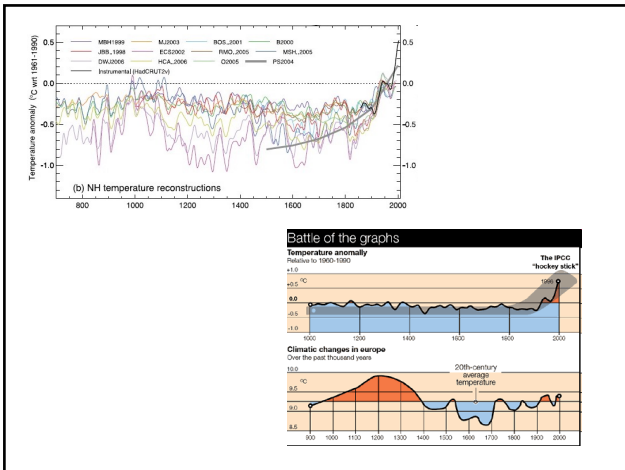 Temperature anomaly (°C wrt 1961-1990)
0.5
0.0
-0.5
-1.0
MBH1999 MJ2003 BOS..2001 B2000
JBB..1998 ECS2002 RMO..2005 MSH..2005
DWJ2006 HCA..2006 O2005 PS2004
Instrumental (HadCRUT2v)
0.5
0.0
-0.5
-1.0
(b) NH temperature reconstructions
800 1000 1200 1400 1600 1800 2000
Battle of the graphs
Temperature anomaly
Relative to 1960-1990
The IPCC
"hockey stick"
+1.0
°C
+0.5
0.0
-0.5
-1.0
1998
1000 1200 1400 1600 1800 2000
Climatic changes in europe
Over the past thousand years
20th-century
average
temperature
10.0
°C
9.5
9.0
8.5
900 1000 1100 1200 1300 1400 1500 1600 1700 1800 1900 2000